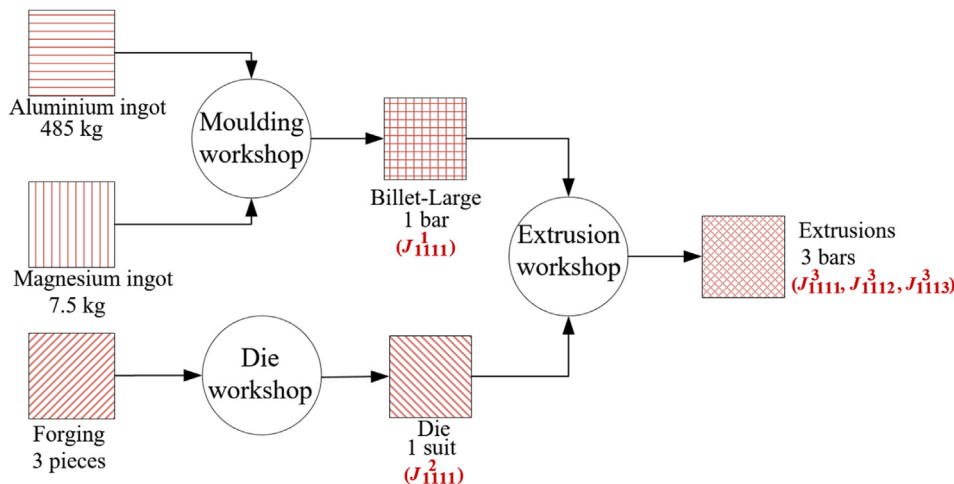 Aluminium ingot
485 kg
Moulding
workshop
Billet-Large
1 bar
(J¹₁₁₁₁)
Magnesium ingot
7.5 kg
Extrusion
workshop
Extrusions
3 bars
(J³₁₁₁₁, J³₁₁₁₂, J³₁₁₁₃)
Forging
3 pieces
Die
workshop
Die
1 suit
(J²₁₁₁₁)